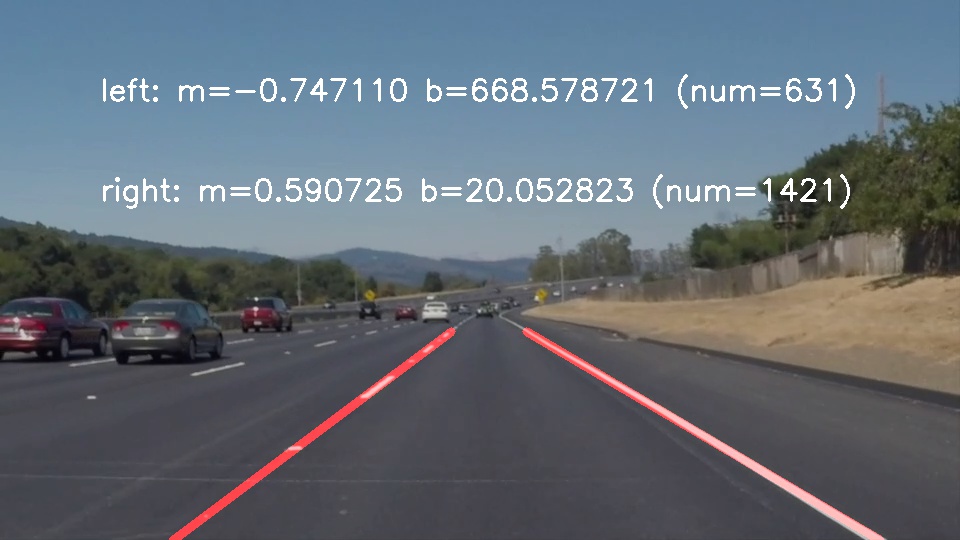 left: m=-0.747110 b=668.578721 (num=631)
right: m=0.590725 b=20.052823 (num=1421)